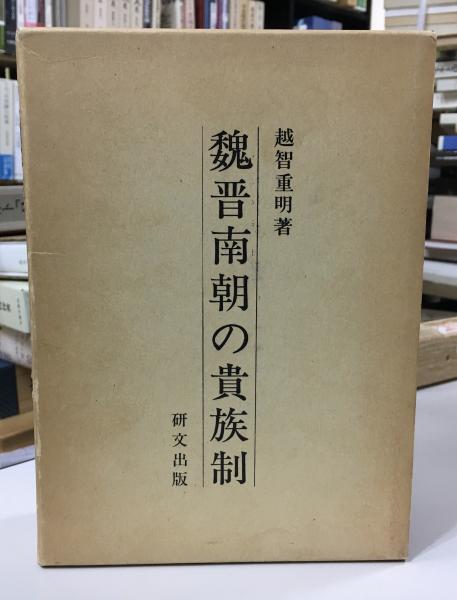 越智重明著
魏晋南朝の貴族制
研文出版